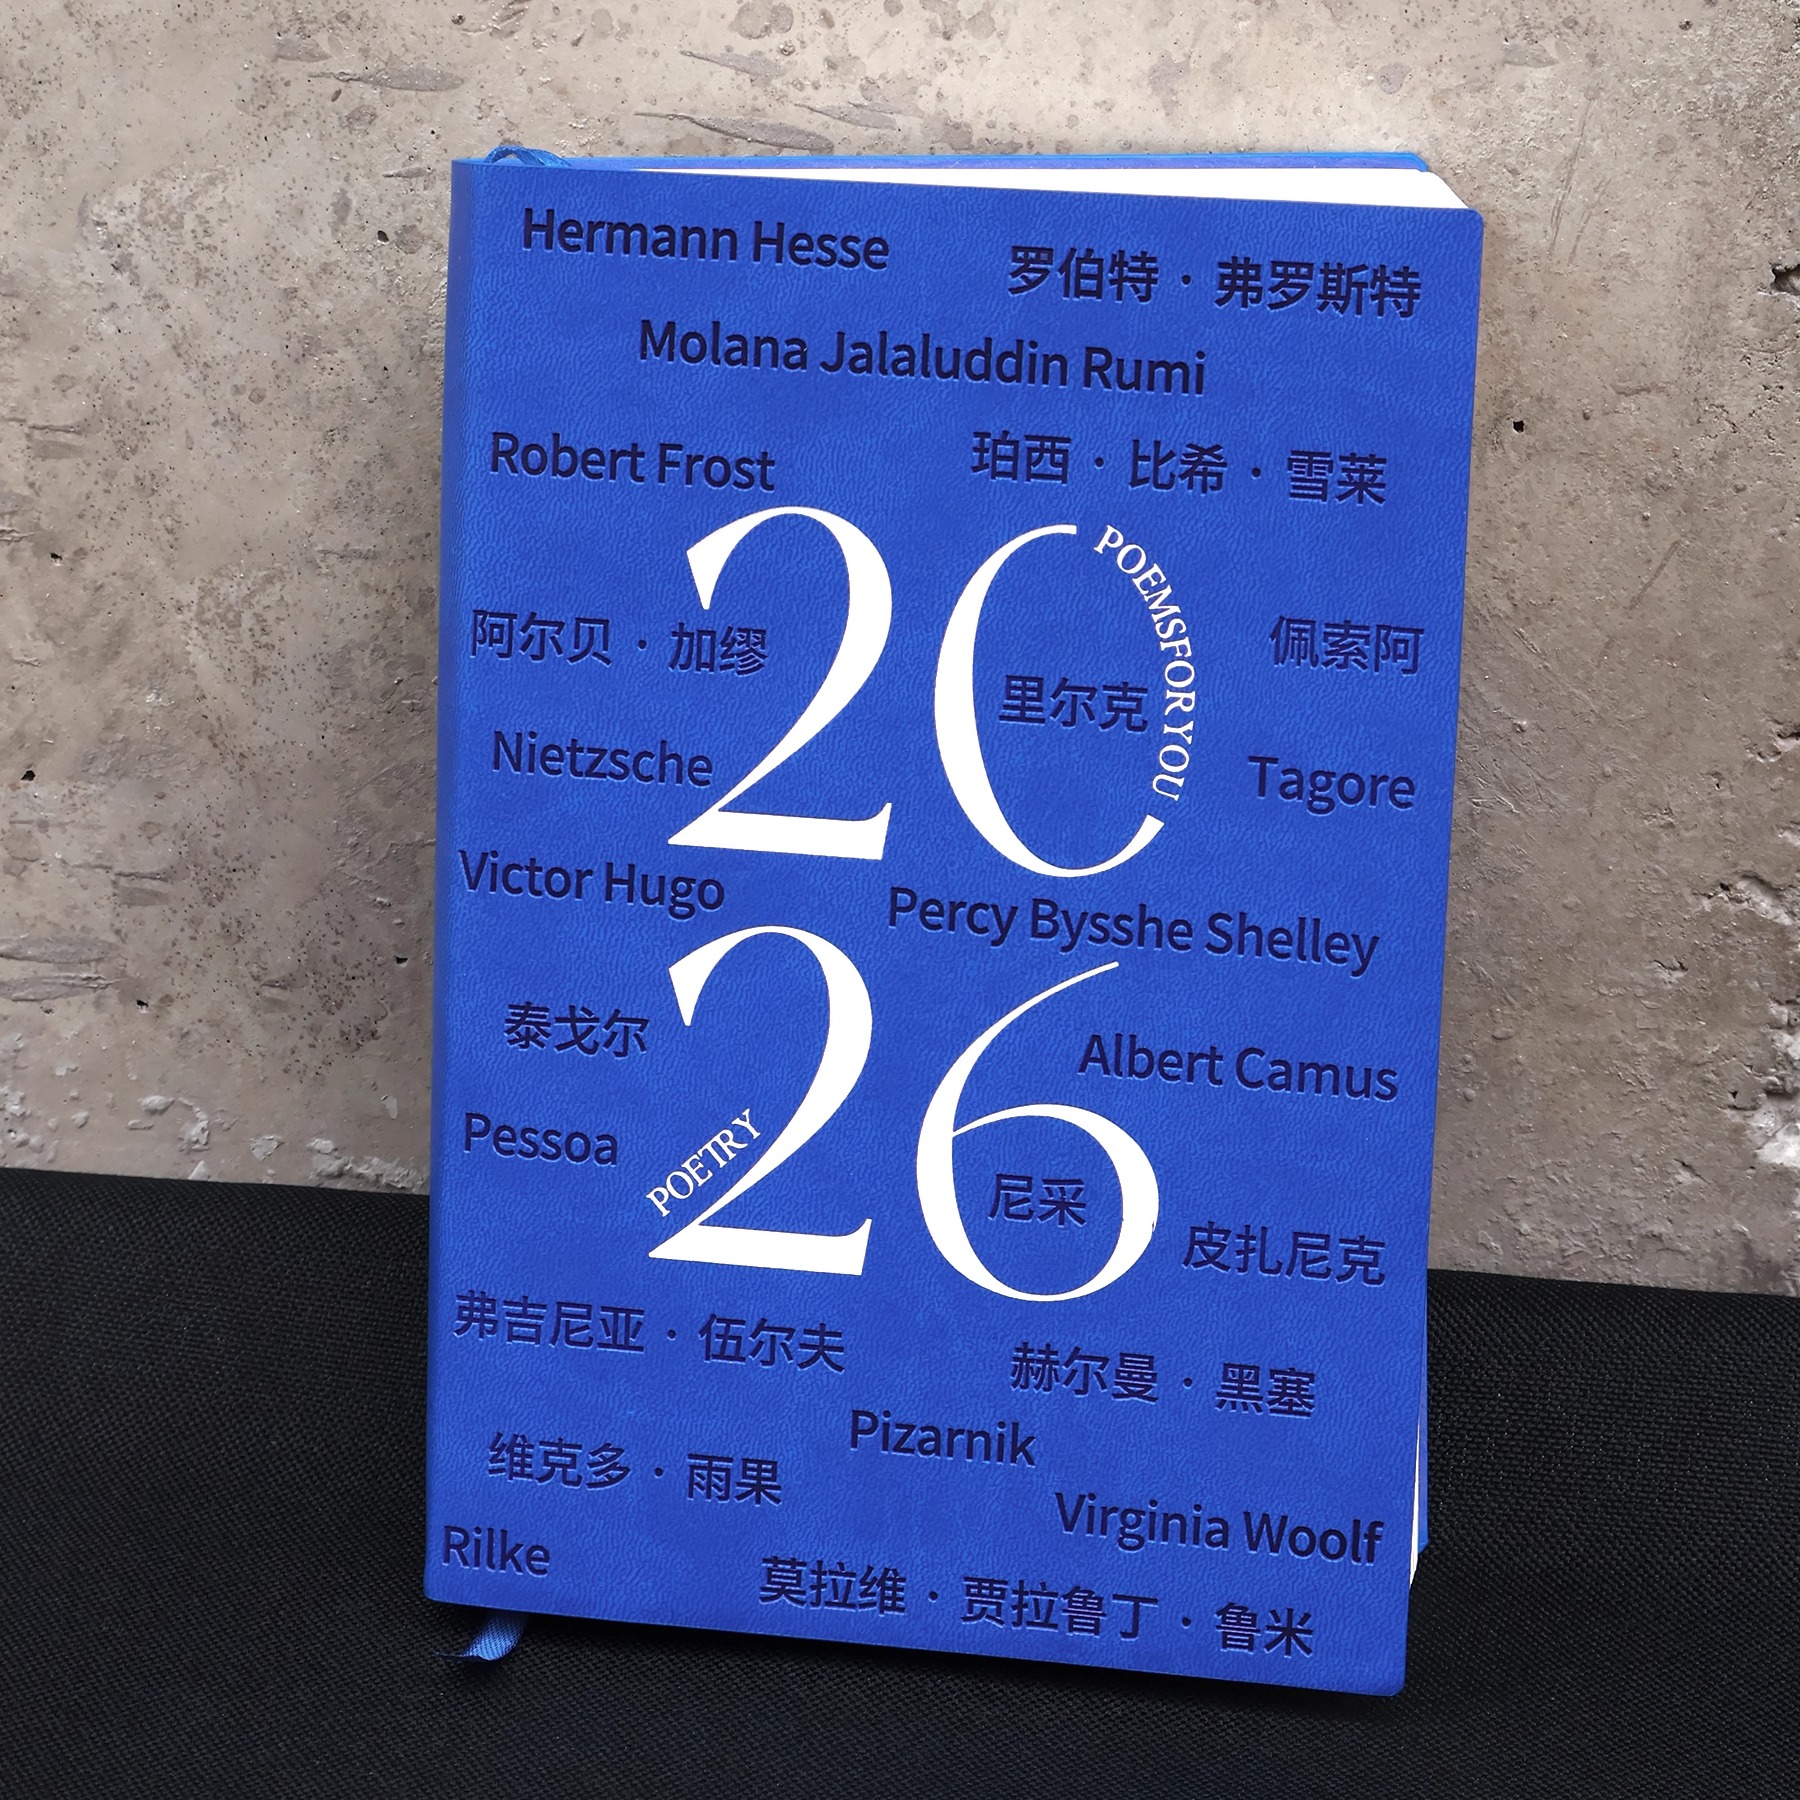 Hermann Hesse
罗伯特 · 弗罗斯特
Molana Jalaluddin Rumi
Robert Frost
珀西 · 比希 · 雪莱
20
POEMSFOR YOU
阿尔贝 · 加缪
佩索阿
里尔克
Nietzsche
Tagore
Victor Hugo
Percy Bysshe Shelley
26
泰戈尔
Albert Camus
Pessoa
POETRY
尼采
皮扎尼克
弗吉尼亚 · 伍尔夫
赫尔曼 · 黑塞
Pizarnik
维克多 · 雨果
Virginia Woolf
Rilke
莫拉维 · 贾拉鲁丁 · 鲁米